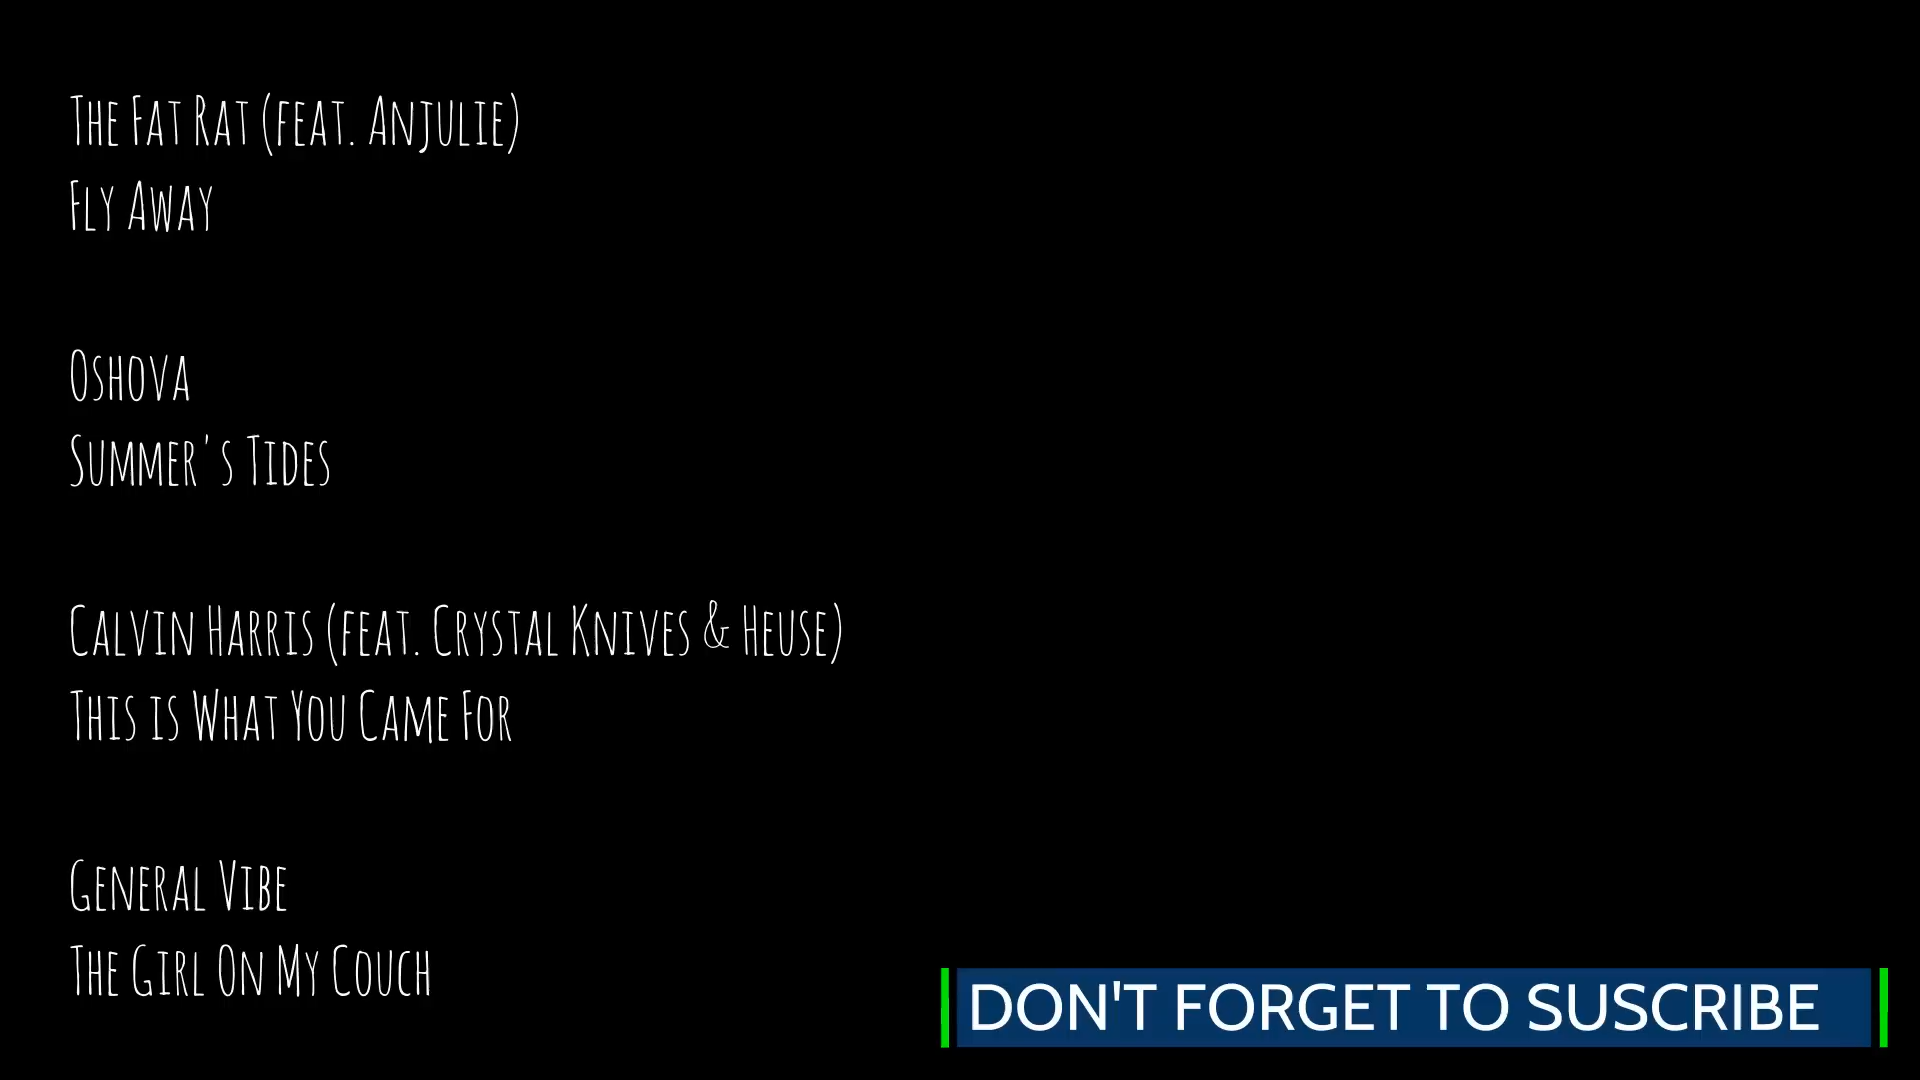 The Fat Rat (feat. Anjulie)
Fly Away
Oshova
Summer's Tides
Calvin Harris (feat. Crystal Knives & Heuse)
This is What You Came For
General Vibe
The Girl On My Couch
DON'T FORGET TO SUSCRIBE